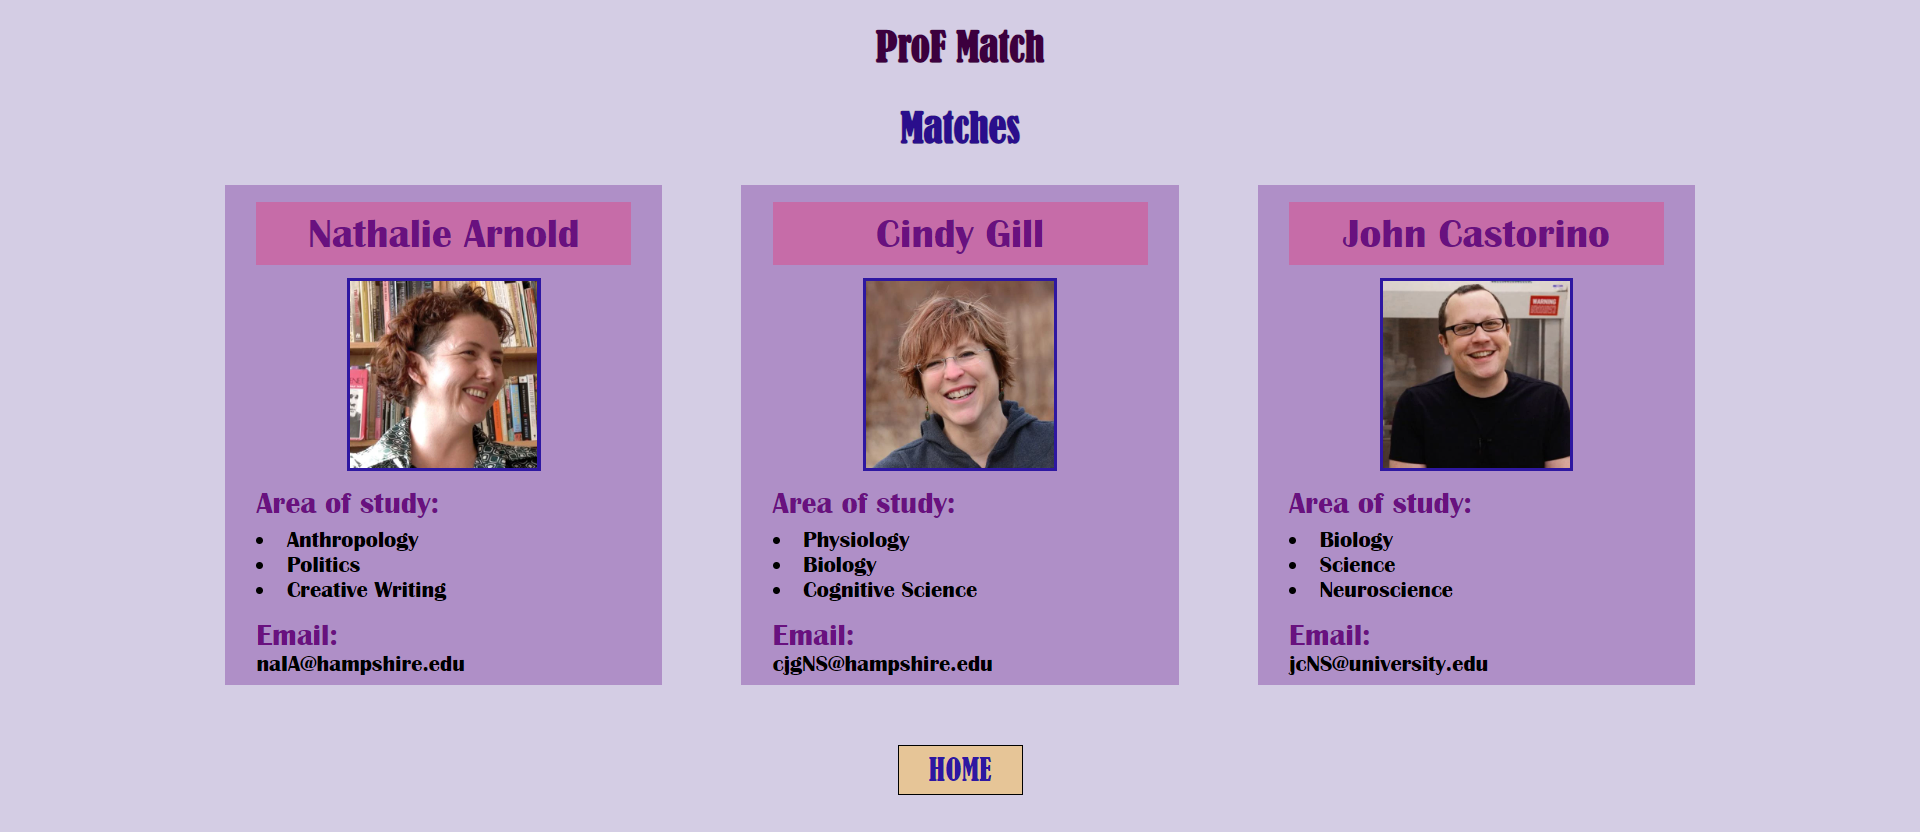 ProF Match
Matches
Nathalie Arnold
Area of study:
Anthropology
Politics
Creative Writing
Email:
nalA@hampshire.edu
Cindy Gill
Area of study:
Physiology
Biology
Cognitive Science
Email:
cjgNS@hampshire.edu
John Castorino
WARNING
Area of study:
Biology
Science
Neuroscience
Email:
jcNS@university.edu
HOME